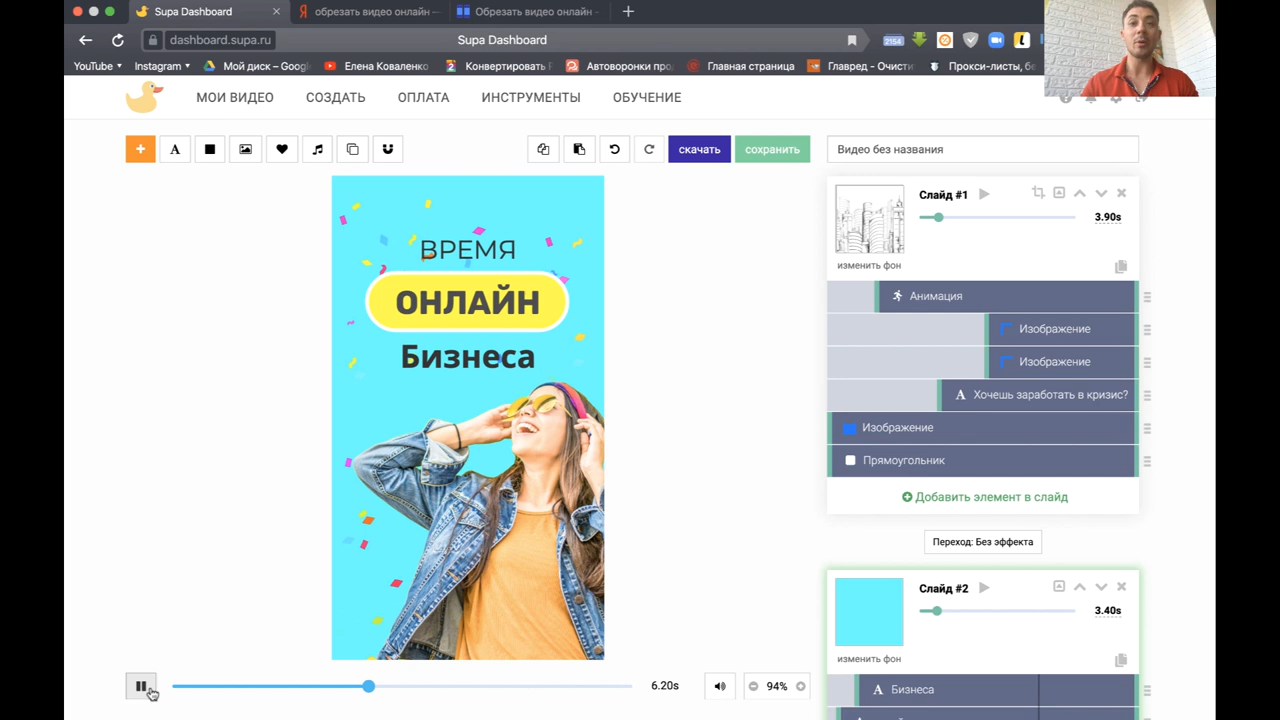 Supa Dashboard
обрезать видео онлайн —
Обрезать видео онлайн -
dashboard.supa.ru
Supa Dashboard
2154
YouTube
Instagram
Мой диск – Googl
Елена Коваленко
Конвертировать F
Автоворонки про
Главная страница
Главред - Очисти
Прокси-листы, бе
МОИ ВИДЕО
СОЗДАТЬ
ОПЛАТА
ИНСТРУМЕНТЫ
ОБУЧЕНИЕ
A
скачать
сохранить
Видео без названия
ВРЕМЯ
ОНЛАЙН
Бизнеса
Слайд #1
3.90s
изменить фон
Анимация
Изображение
Изображение
A Хочешь заработать в кризис?
Изображение
Прямоугольник
Добавить элемент в слайд
Переход: Без эффекта
Слайд #2
3.40s
изменить фон
A Бизнеса
6.20s
94%